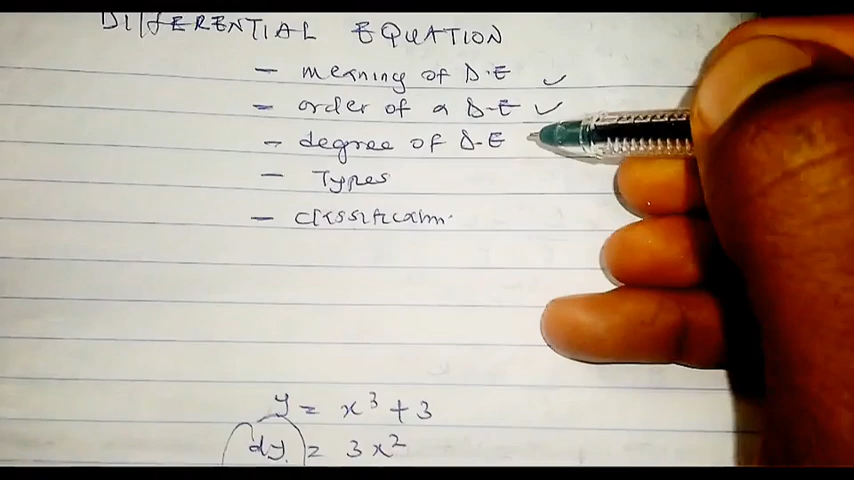 DIFFERENTIAL EQUATION
- meaning of D.E ✓
- order of a D-E ✓
- degree of D-E
- Types
- classification.
y = x³ + 3
dy = 3x²